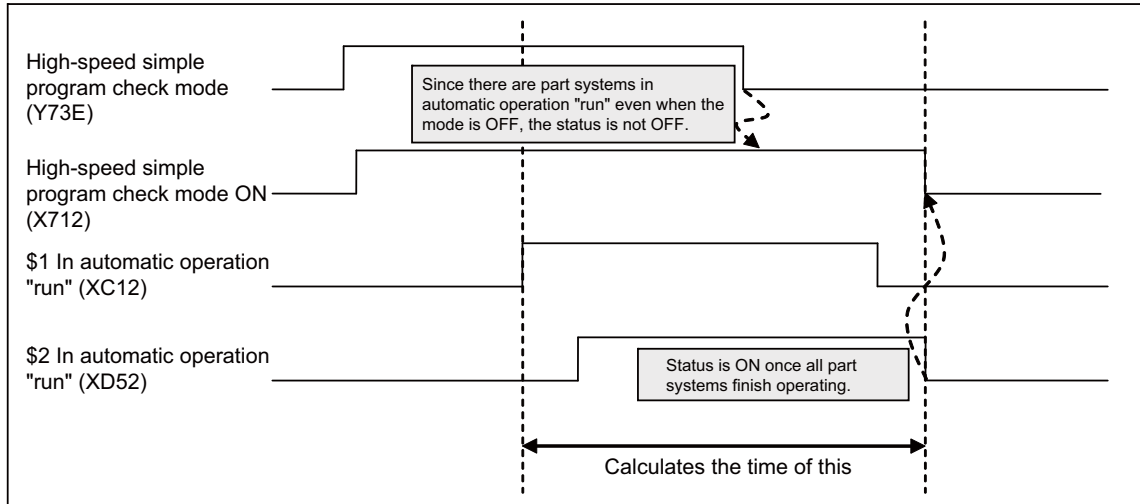 High-speed simple
program check mode
(Y73E)
Since there are part systems in
automatic operation "run" even when the
mode is OFF, the status is not OFF.
High-speed simple
program check mode ON
(X712)
$1 In automatic operation
"run" (XC12)
$2 In automatic operation
"run" (XD52)
Status is ON once all part
systems finish operating.
Calculates the time of this